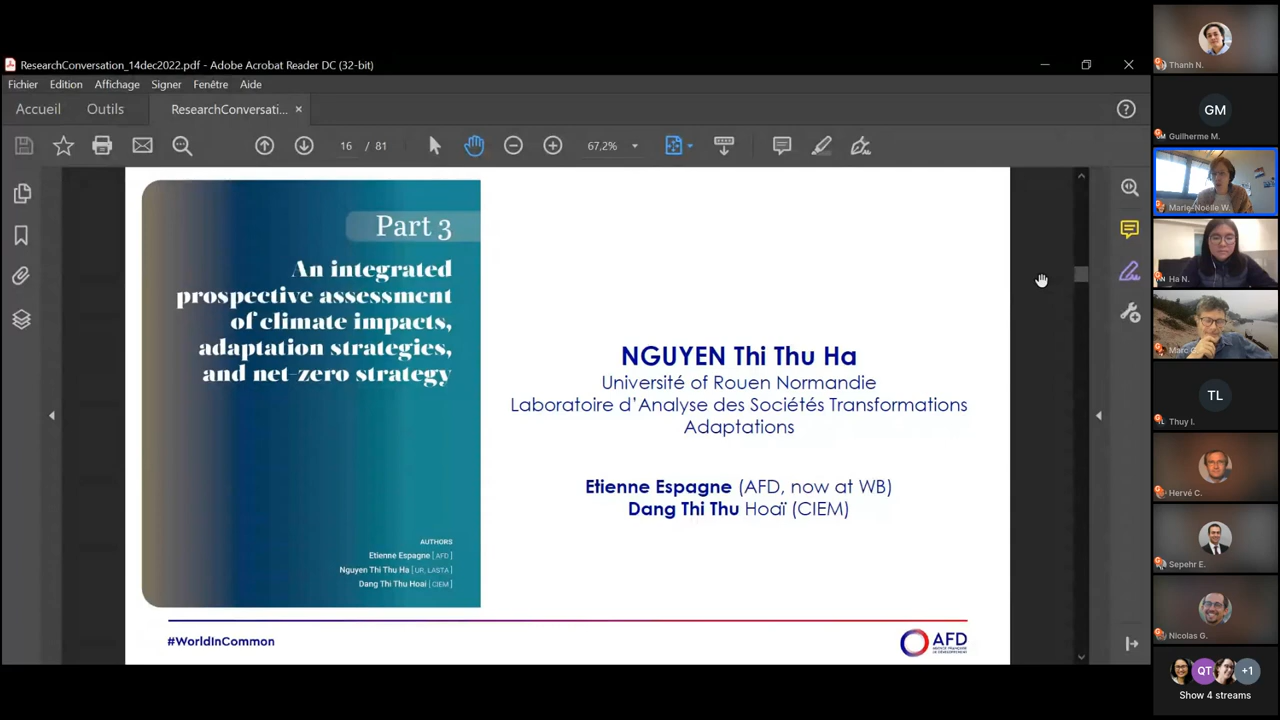 ResearchConversation_14dec2022.pdf - Adobe Acrobat Reader DC (32-bit)
Fichier Edition Affichage Signer Fenêtre Aide
Accueil Outils ResearchConversati...
16 / 81 67,2%
Part 3
An integrated
prospective assessment
of climate impacts,
adaptation strategies,
and net-zero strategy
AUTHORS
Etienne Espagne [ AFD ]
Nguyen Thi Thu Ha [ UR, LASTA ]
Dang Thi Thu Hoai [ CIEM ]
NGUYEN Thi Thu Ha
Université of Rouen Normandie
Laboratoire d'Analyse des Sociétés Transformations
Adaptations
Etienne Espagne (AFD, now at WB)
Dang Thi Thu Hoaï (CIEM)
#WorldInCommon
AFD
Thanh N.
GM
Guilherme M.
Marie-Noëlle W.
Ha N.
Marc
TL
Thuy l.
Hervé C.
Sepehr E.
Nicolas G.
QT
+1
Show 4 streams